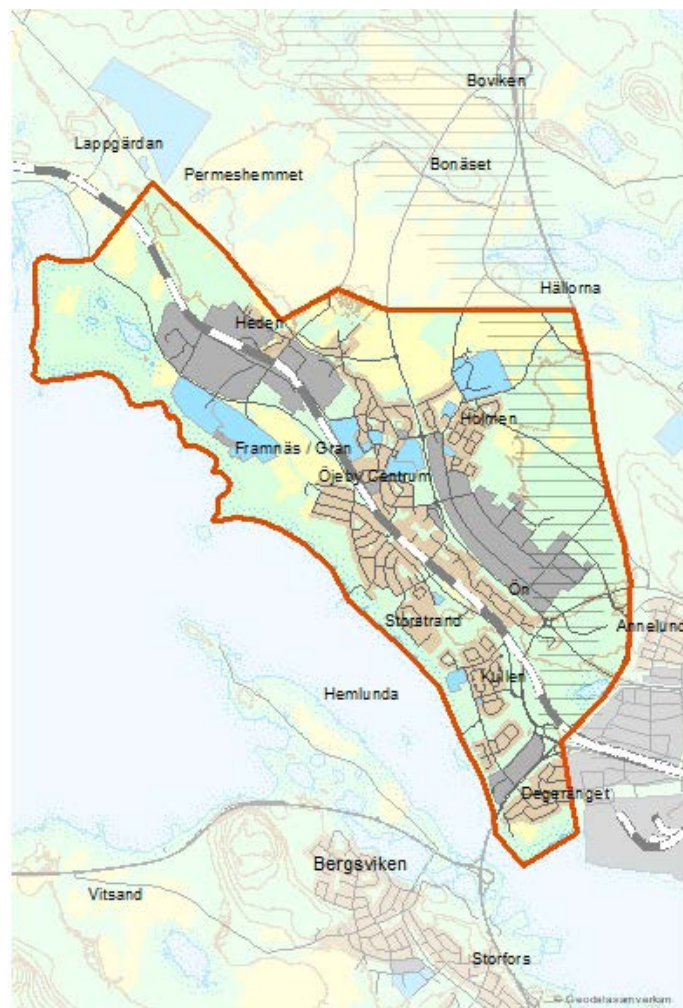 Boviken
Lappgärdan
Bonäset
Permeshemmet
Hällorna
Heden
Holmen
Framnäs / Gran
Öjeby Centrum
Ön
Storstrand
Annelund
Kullen
Hemlunda
Degeränget
Bergsviken
Vitsand
Storfors
© Geodatasamverkan